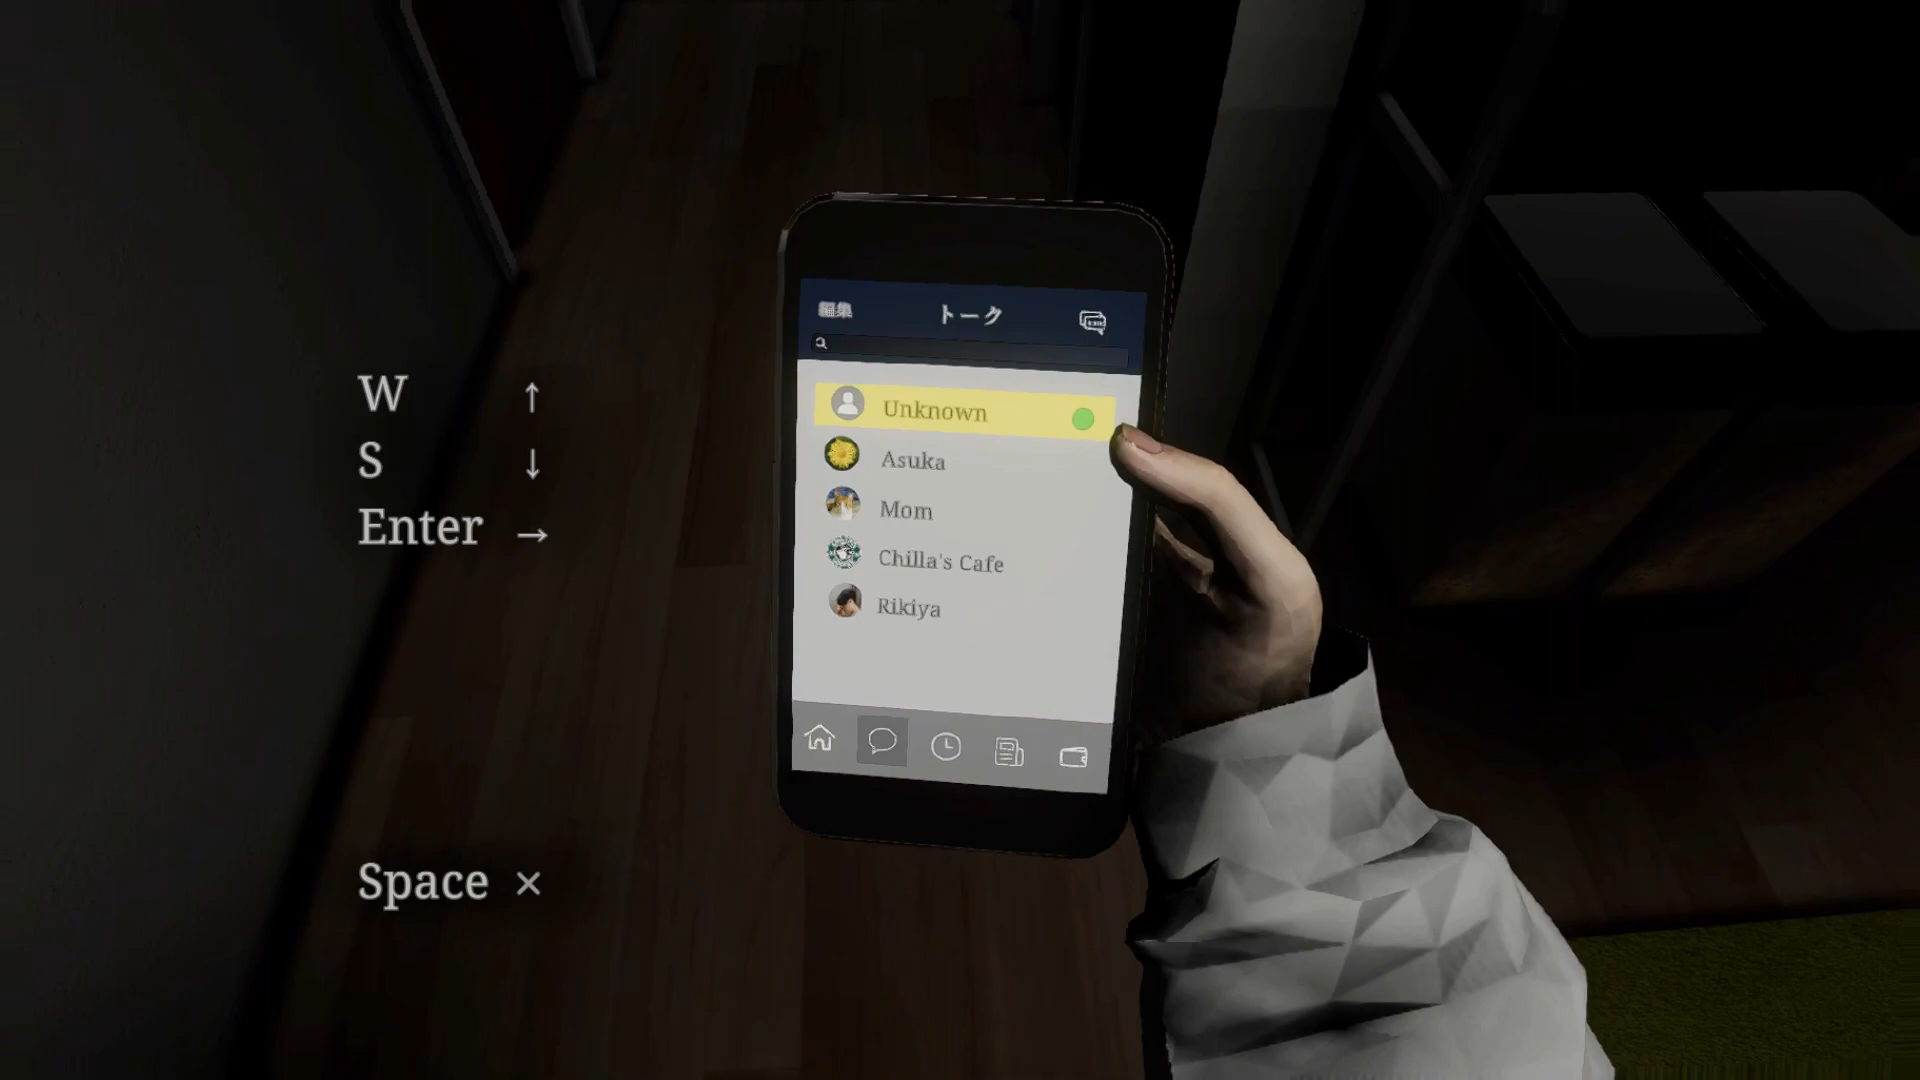 編集 トーク
Unknown
Asuka
Mom
Chilla's Cafe
Rikiya
W ↑
S ↓
Enter →
Space ×